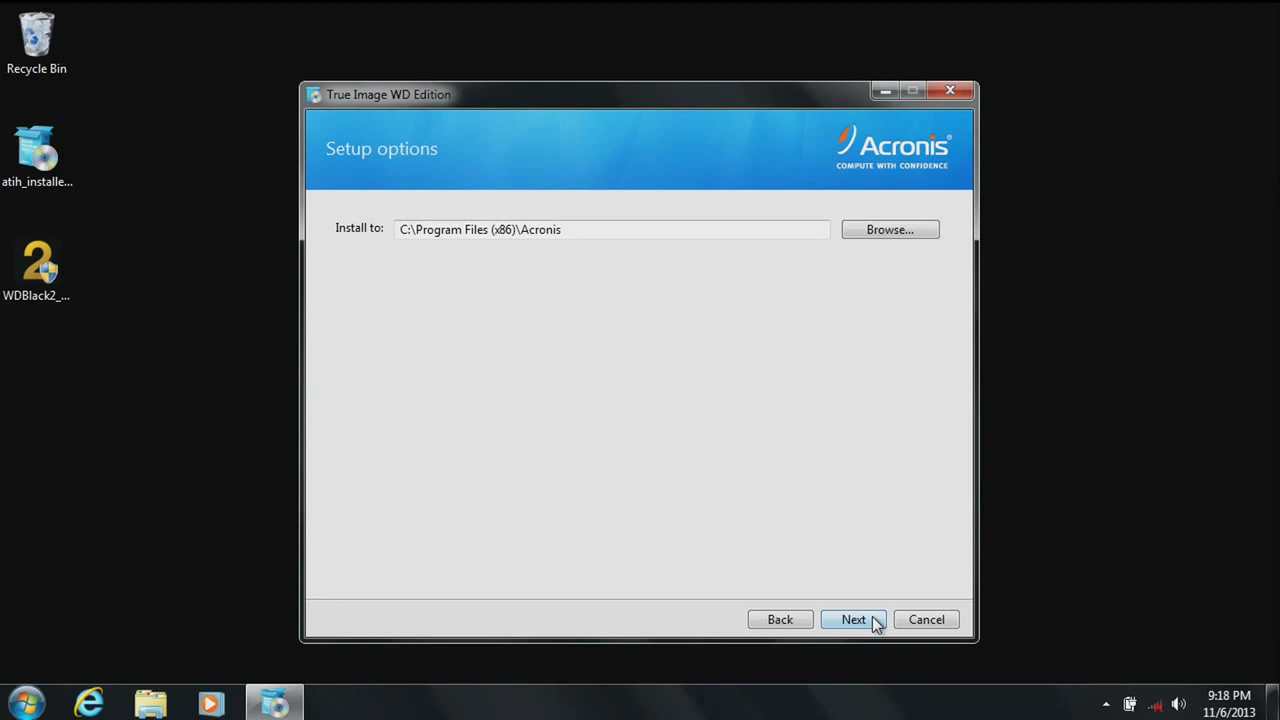 Recycle Bin
atih_installe...
WDBlack2_...
True Image WD Edition
Setup options
Acronis®
COMPUTE WITH CONFIDENCE
Install to:
C:\Program Files (x86)\Acronis
Browse...
Back
Next
Cancel
9:18 PM
11/6/2013